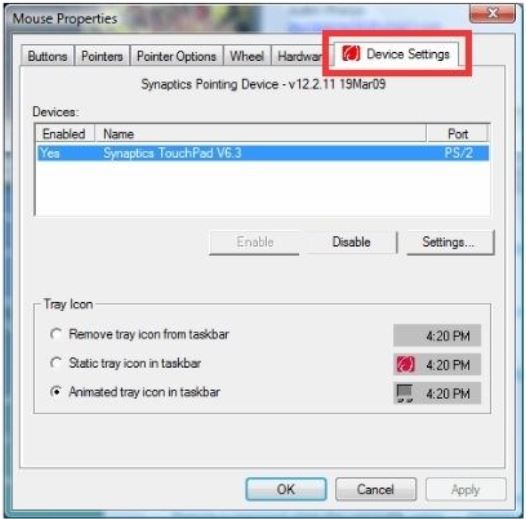 Mouse Properties
Buttons Pointers Pointer Options Wheel Hardwar Device Settings
Synaptics Pointing Device - v12.2.11 19Mar09
Devices:
Enabled Name Port
Yes Synaptics TouchPad V6.3 PS/2
Enable Disable Settings...
Tray Icon
Remove tray icon from taskbar 4:20 PM
Static tray icon in taskbar 4:20 PM
Animated tray icon in taskbar 4:20 PM
OK Cancel Apply